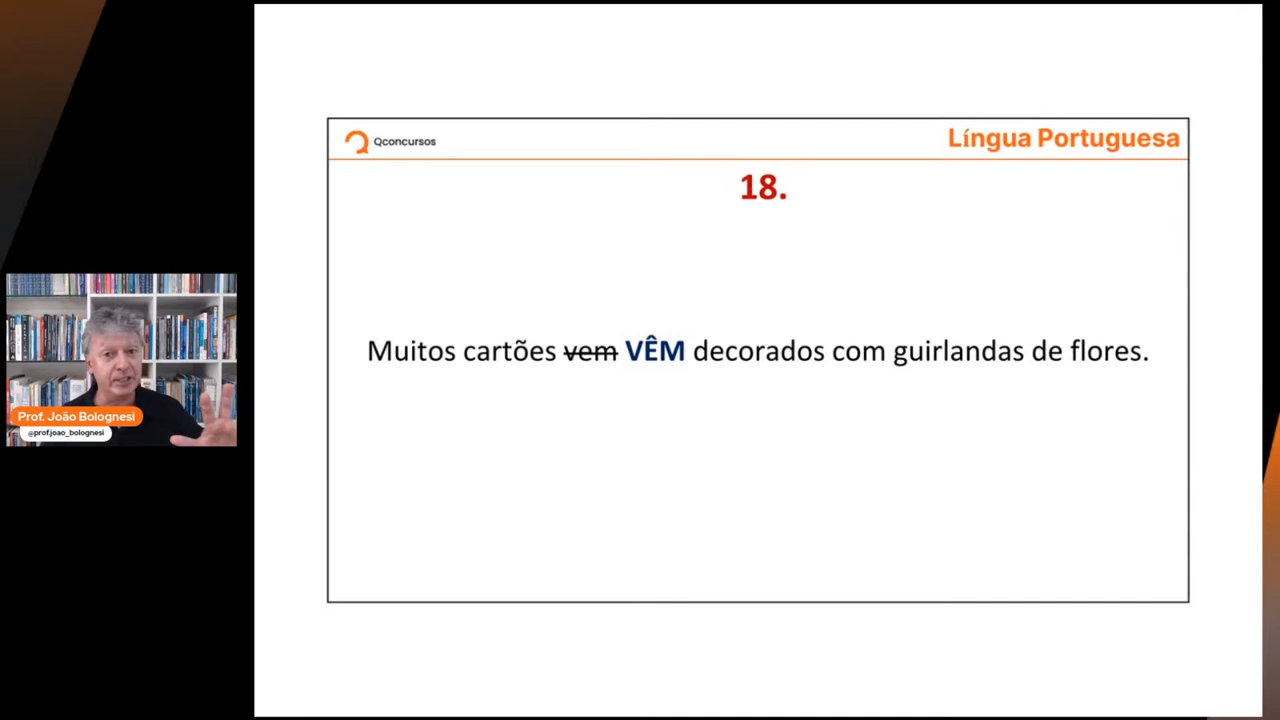 Qconcursos
Língua Portuguesa
18.
Muitos cartões vem VÊM decorados com guirlandas de flores.
Prof. João Bolognesi
@prof.joao_bolognesi